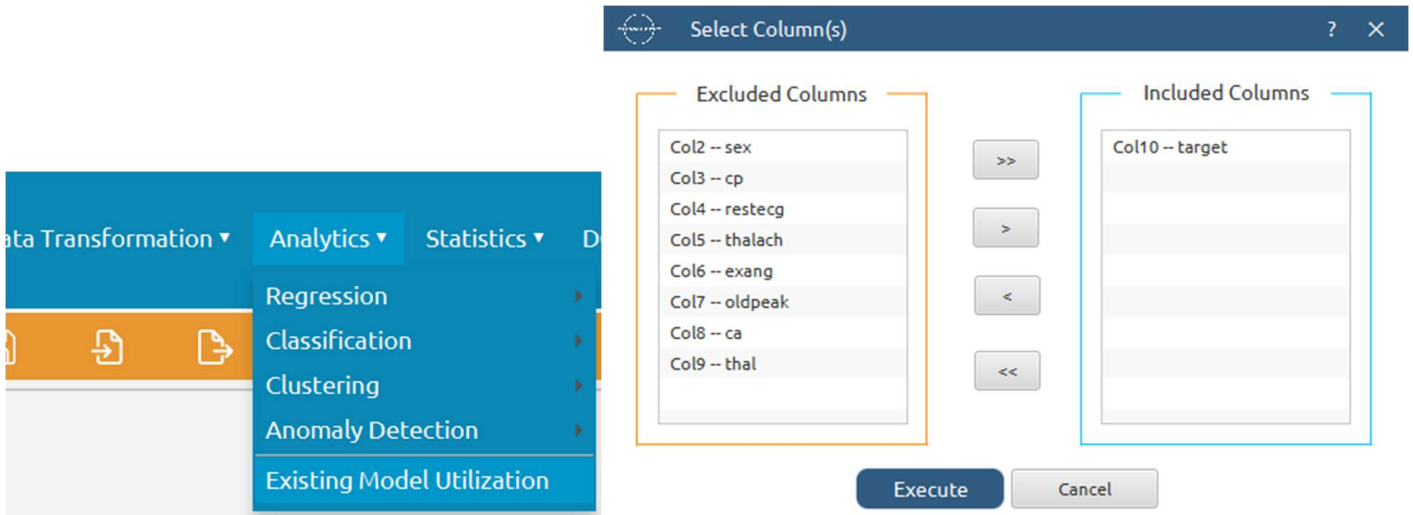 ata Transformation ▾ Analytics ▾ Statistics ▾ D
Regression
Classification
Clustering
Anomaly Detection
Existing Model Utilization
Select Column(s) ? ×
Excluded Columns
Col2 -- sex
Col3 -- cp
Col4 -- restecg
Col5 -- thalach
Col6 -- exang
Col7 -- oldpeak
Col8 -- ca
Col9 -- thal
>>
>
<
<<
Included Columns
Col10 -- target
Execute Cancel